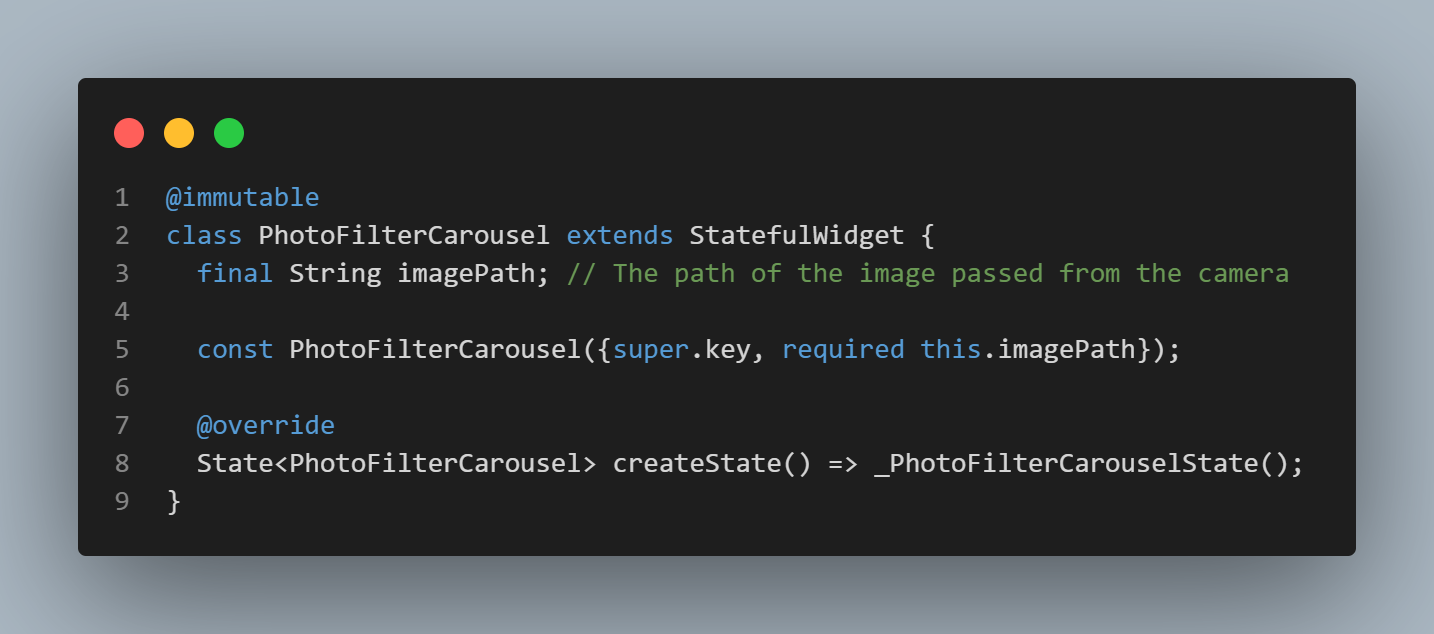 1 @immutable
2 class PhotoFilterCarousel extends StatefulWidget {
3   final String imagePath; // The path of the image passed from the camera
4
5   const PhotoFilterCarousel({super.key, required this.imagePath});
6
7   @override
8   State<PhotoFilterCarousel> createState() => _PhotoFilterCarouselState();
9 }